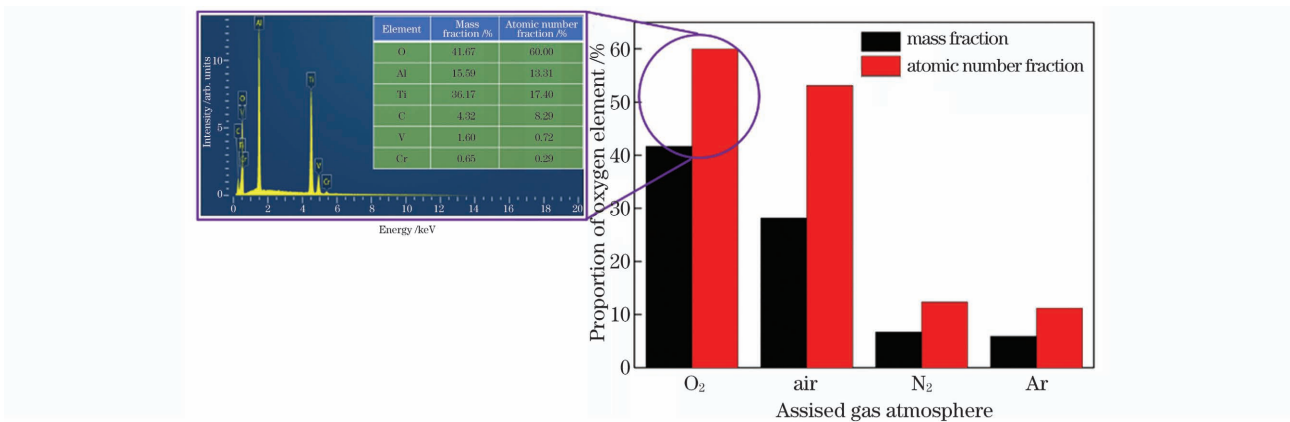 Element Mass fraction /% Atomic number fraction /%
O 41.67 60.00
Al 15.59 13.31
Ti 36.17 17.40
C 4.32 8.29
V 1.60 0.72
Cr 0.65 0.29
Intensity /arb. units
10
5
0
Al
O
V
C
Ti
Cr
Ti
V
Cr
0 2 4 6 8 10 12 14 16 18 20
Energy /keV
mass fraction
atomic number fraction
Proportion of oxygen element /%
60
50
40
30
20
10
0
O₂ air N₂ Ar
Assised gas atmosphere